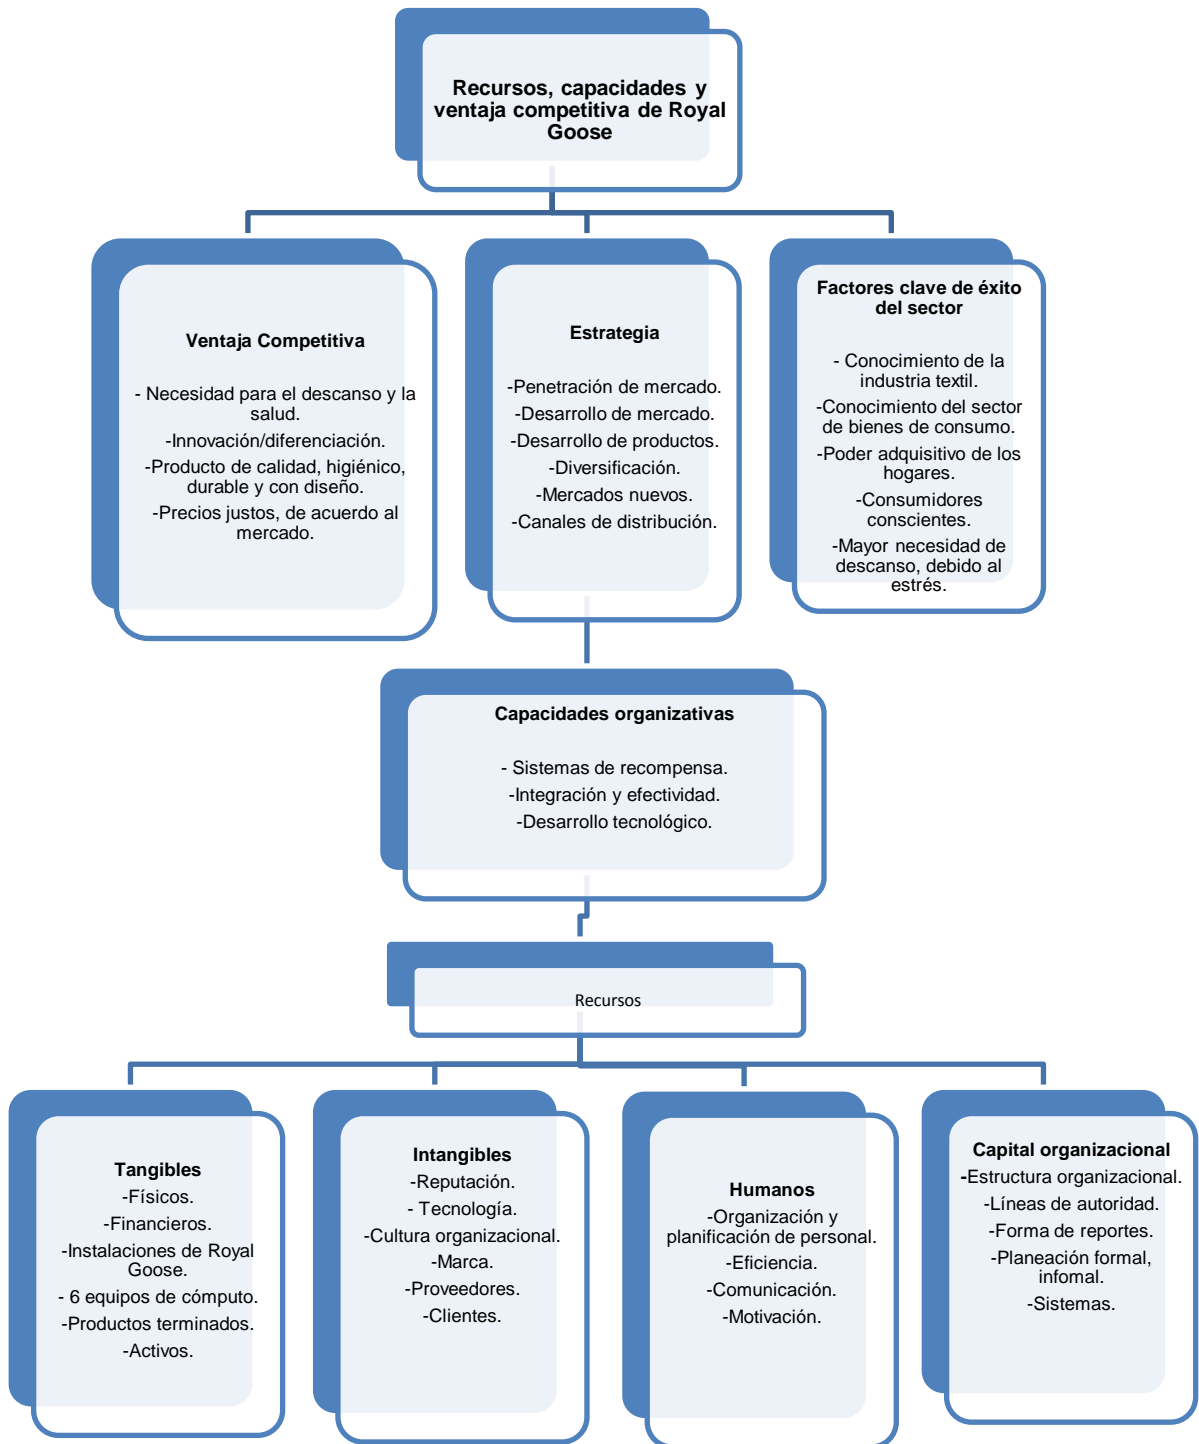 Recursos, capacidades y
ventaja competitiva de Royal
Goose
Ventaja Competitiva
- Necesidad para el descanso y la
salud.
-Innovación/diferenciación.
-Producto de calidad, higiénico,
durable y con diseño.
-Precios justos, de acuerdo al
mercado.
Estrategia
-Penetración de mercado.
-Desarrollo de mercado.
-Desarrollo de productos.
-Diversificación.
-Mercados nuevos.
-Canales de distribución.
Factores clave de éxito
del sector
- Conocimiento de la
industria textil.
-Conocimiento del sector
de bienes de consumo.
-Poder adquisitivo de los
hogares.
-Consumidores
conscientes.
-Mayor necesidad de
descanso, debido al
estrés.
Capacidades organizativas
- Sistemas de recompensa.
-Integración y efectividad.
-Desarrollo tecnológico.
Recursos
Tangibles
-Físicos.
-Financieros.
-Instalaciones de Royal
Goose.
- 6 equipos de cómputo.
-Productos terminados.
-Activos.
Intangibles
-Reputación.
- Tecnología.
-Cultura organizacional.
-Marca.
-Proveedores.
-Clientes.
Humanos
-Organización y
planificación de personal.
-Eficiencia.
-Comunicación.
-Motivación.
Capital organizacional
-Estructura organizacional.
-Líneas de autoridad.
-Forma de reportes.
-Planeación formal,
infomal.
-Sistemas.